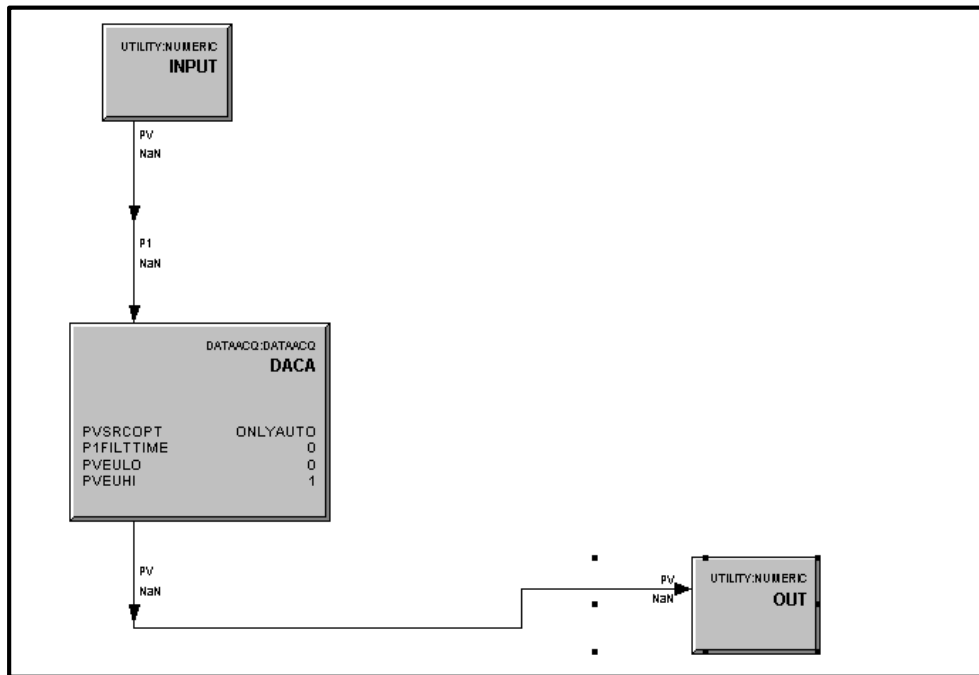 UTILITY:NUMERIC
INPUT
PV
NaN
P1
NaN
DATAACQ:DATAACQ
DACA
PVSRCOPT ONLYAUTO
P1FILTTIME 0
PVEULO 0
PVEUHI 1
PV
NaN
PV
NaN
UTILITY:NUMERIC
OUT